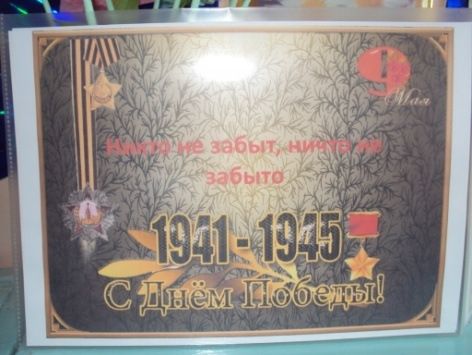 9
Мая
Никто не забыт, ничто не
забыто
1941 - 1945
С Днём Победы!